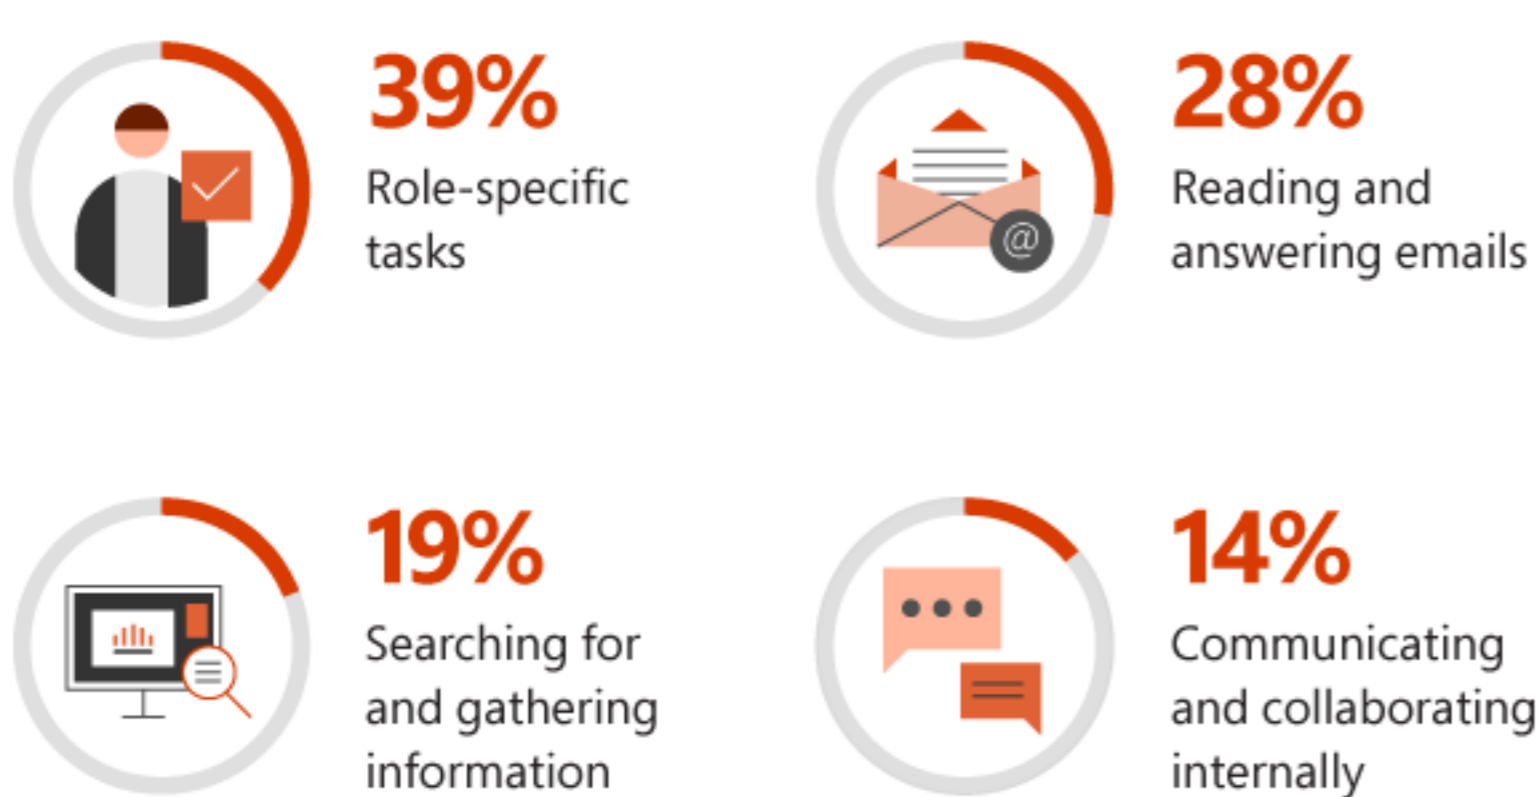 39%
Role-specific
tasks
28%
Reading and
answering emails
@
19%
Searching for
and gathering
information
14%
Communicating
and collaborating
internally